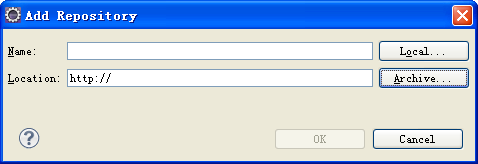 Add Repository
Name: Local...
Location: http:// Archive...
? OK Cancel